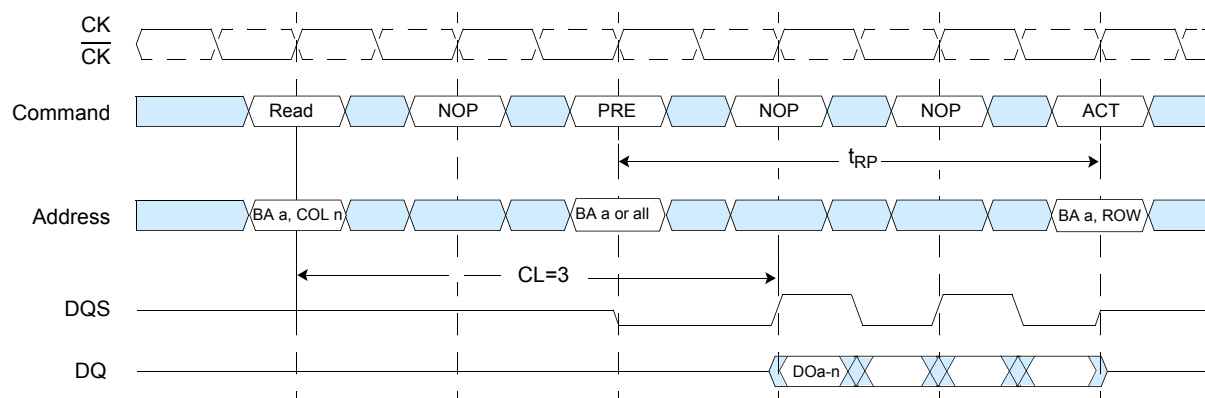 CK
CK
Command Read NOP PRE NOP NOP ACT
tRP
Address BA a, COL n BA a or all BA a, ROW
CL=3
DQS
DQ DOa-n